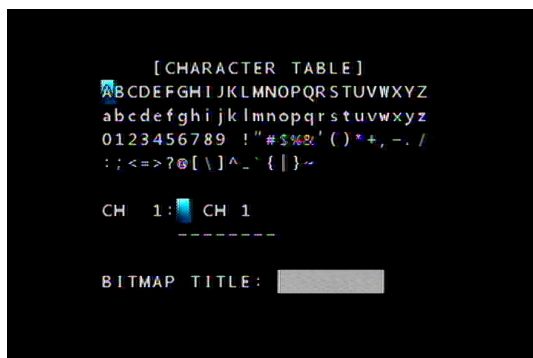 [CHARACTER TABLE]
ABCDEFGHIJKLMNOPQRSTUVWXYZ
abcdefghijklmnopqrstuvwxyz
0123456789 !"#$%&'()*+,-./
:;<=>?@[\]^_`{|}~
CH 1: CH 1
--------
BITMAP TITLE: